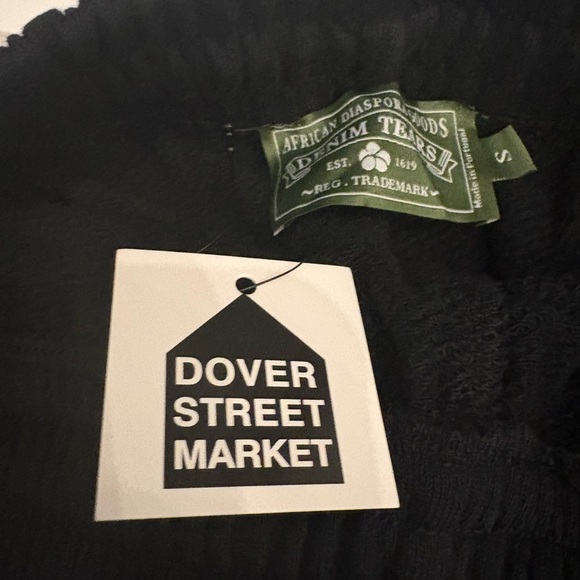 AFRICAN DIASPORA GOODS
DENIM TEARS
EST. 1619
REG. TRADEMARK
Made in Portugal
S
DOVER
STREET
MARKET